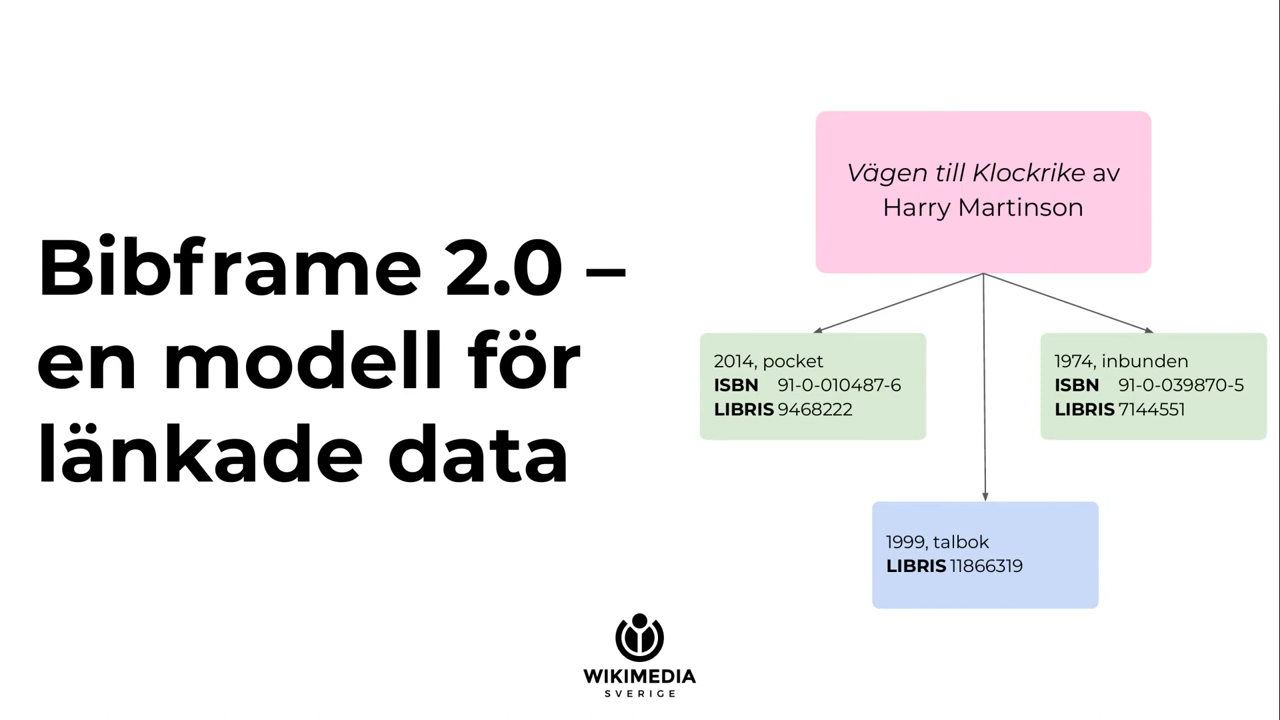 Bibframe 2.0 –
en modell för
länkade data
Vägen till Klockrike av
Harry Martinson
2014, pocket
ISBN 91-0-010487-6
LIBRIS 9468222
1974, inbunden
ISBN 91-0-039870-5
LIBRIS 7144551
1999, talbok
LIBRIS 11866319
WIKIMEDIA
SVERIGE